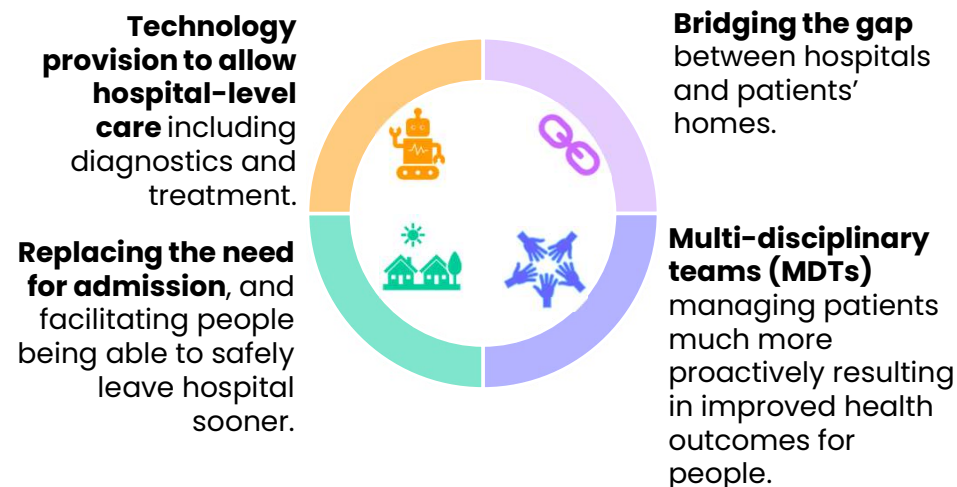 Technology
provision to allow
hospital-level
care including
diagnostics and
treatment.
Bridging the gap
between hospitals
and patients’
homes.
Replacing the need
for admission, and
facilitating people
being able to safely
leave hospital
sooner.
Multi-disciplinary
teams (MDTs)
managing patients
much more
proactively resulting
in improved health
outcomes for
people.